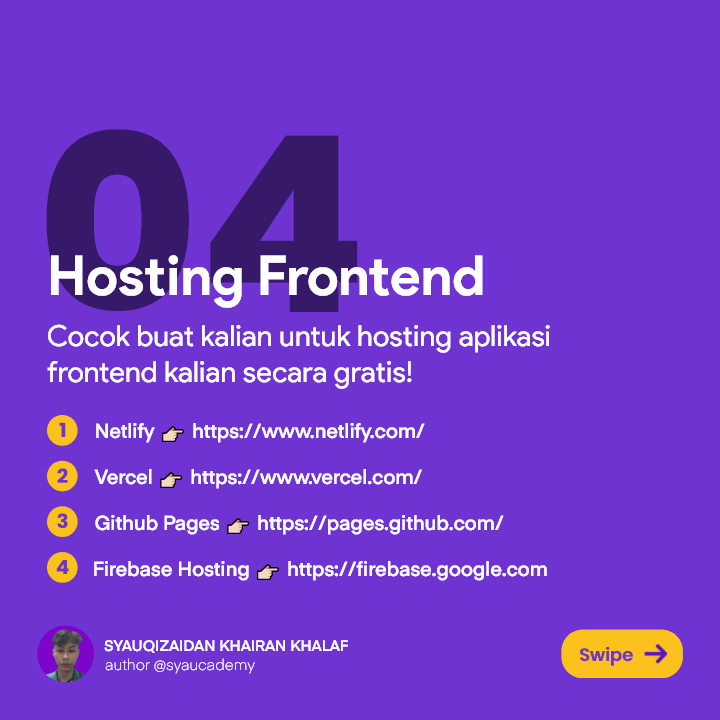 04
Hosting Frontend
Cocok buat kalian untuk hosting aplikasi
frontend kalian secara gratis!
1 Netlify 👉 https://www.netlify.com/
2 Vercel 👉 https://www.vercel.com/
3 Github Pages 👉 https://pages.github.com/
4 Firebase Hosting 👉 https://firebase.google.com
SYAUQIZAIDAN KHAIRAN KHALAF
author @syaucademy
Swipe →